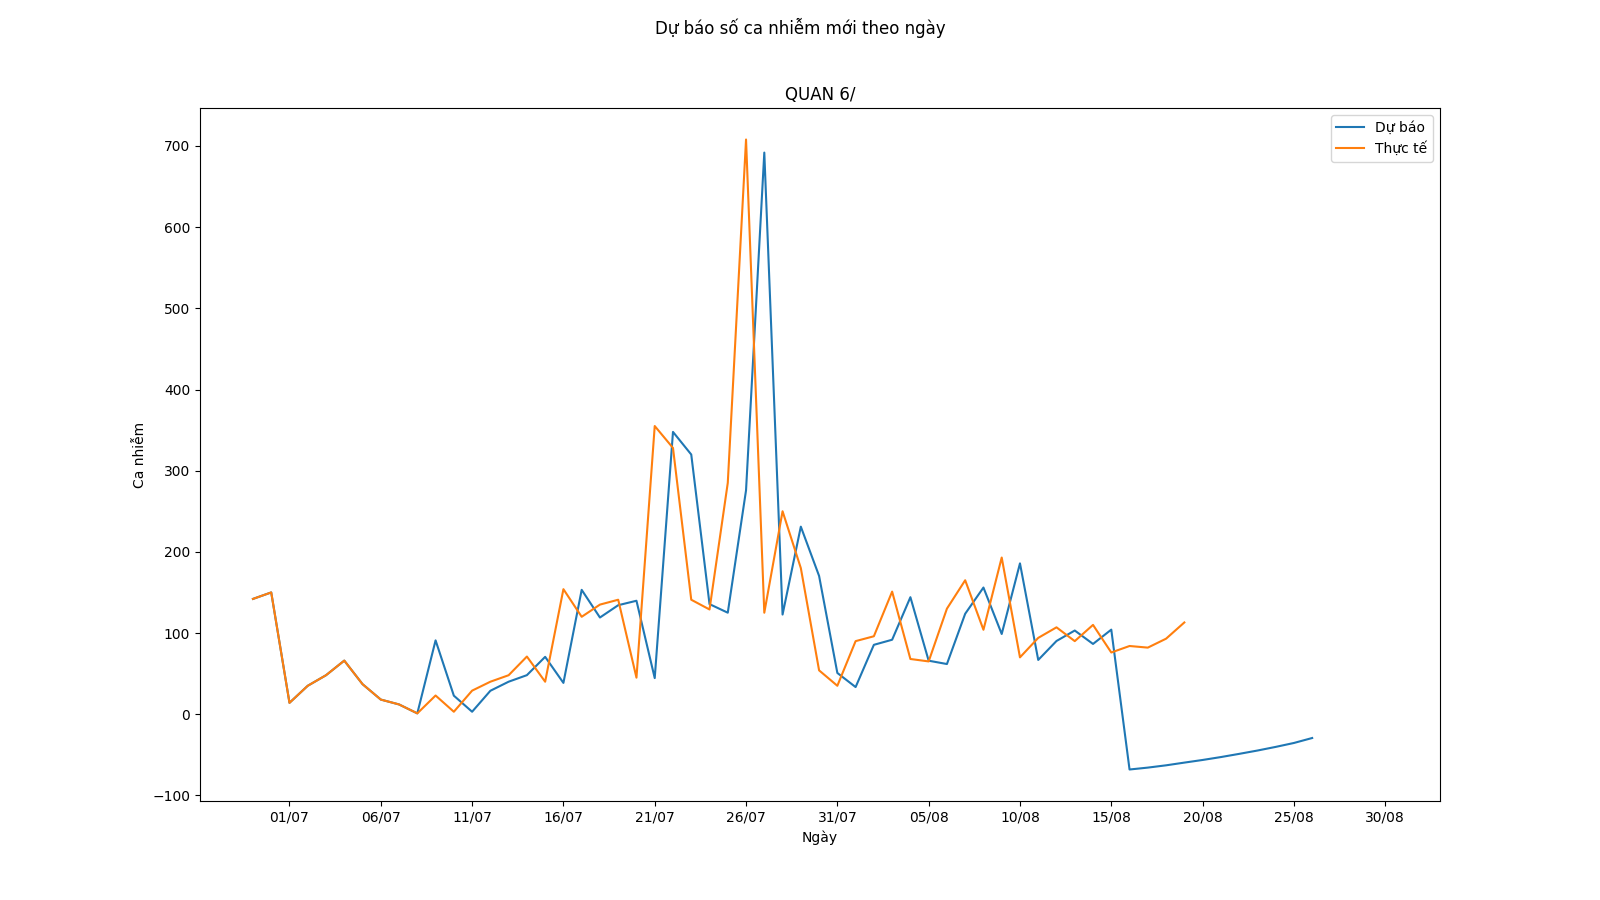 Dự báo số ca nhiễm mới theo ngày
QUAN 6/
Dự báo
Thực tế
700
600
500
400
300
200
100
0
−100
Ca nhiễm
01/07 06/07 11/07 16/07 21/07 26/07 31/07 05/08 10/08 15/08 20/08 25/08 30/08
Ngày